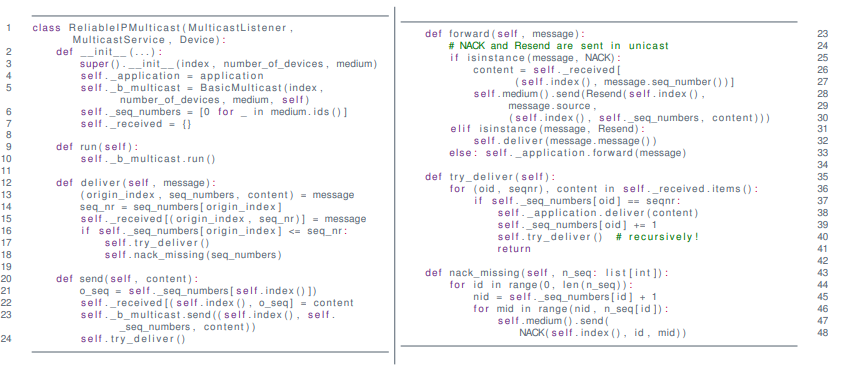 1 class ReliableIPMulticast(MulticastListener,
MulticastService, Device):
2 def __init__(...):
3 super().__init__(index, number_of_devices, medium)
4 self._application = application
5 self._b_multicast = BasicMulticast(index,
number_of_devices, medium, self)
6 self._seq_numbers = [0 for _ in medium.ids()]
7 self._received = {}
8
9 def run(self):
10 self._b_multicast.run()
11
12 def deliver(self, message):
13 (origin_index, seq_numbers, content) = message
14 seq_nr = seq_numbers[origin_index]
15 self._received[(origin_index, seq_nr)] = message
16 if self._seq_numbers[origin_index] <= seq_nr:
17 self.try_deliver()
18 self.nack_missing(seq_numbers)
19
20 def send(self, content):
21 o_seq = self._seq_numbers[self.index()])
22 self._received[(self.index(), o_seq] = content
23 self._b_multicast.send((self.index(), self.
_seq_numbers, content))
24 self.try_deliver()
def forward(self, message): 23
# NACK and Resend are sent in unicast 24
if isinstance(message, NACK): 25
content = self._received[ 26
(self.index(), message.seq_number())] 27
self.medium().send(Resend(self.index(), 28
message.source, 29
(self.index(), self._seq_numbers, content))) 30
elif isinstance(message, Resend): 31
self.deliver(message.message()) 32
else: self._application.forward(message) 33
34
def try_deliver(self): 35
for (oid, seqnr), content in self._received.items(): 36
if self._seq_numbers[oid] == seqnr: 37
self._application.deliver(content) 38
self._seq_numbers[oid] += 1 39
self.try_deliver() # recursively! 40
return 41
42
def nack_missing(self, n_seq: list[int]): 43
for id in range(0, len(n_seq)): 44
nid = self._seq_numbers[id] + 1 45
for mid in range(nid, n_seq[id]): 46
self.medium().send( 47
NACK(self.index(), id, mid)) 48